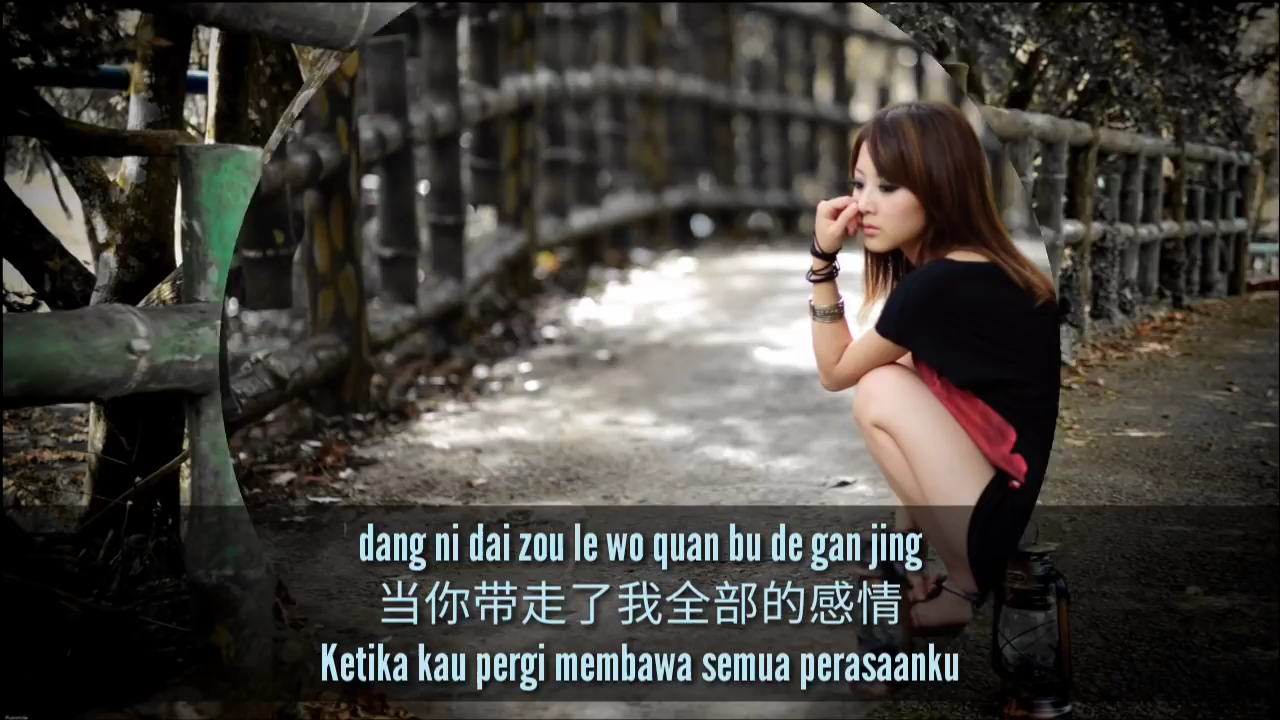 dang ni dai zou le wo quan bu de gan jing
当你带走了我全部的感情
Ketika kau pergi membawa semua perasaanku